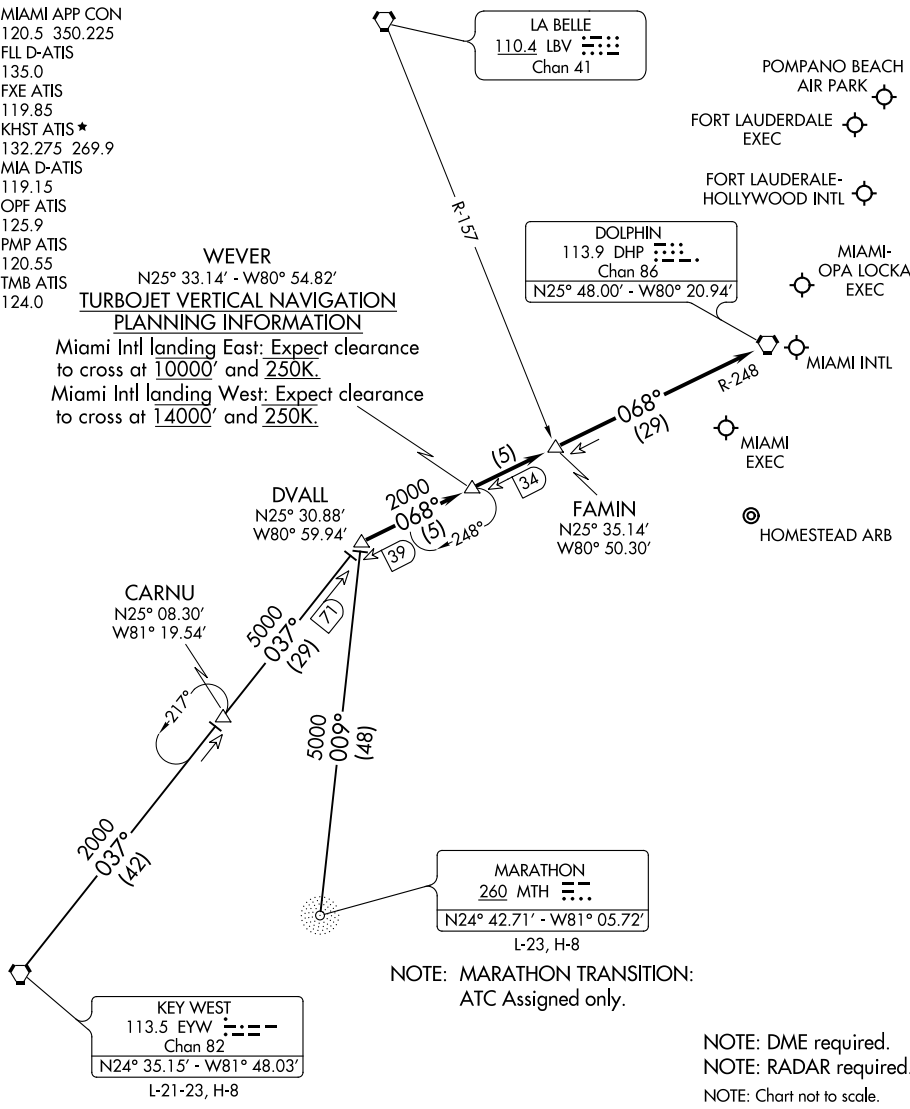 MIAMI APP CON
120.5 350.225
FLL D-ATIS
135.0
FXE ATIS
119.85
KHST ATIS★
132.275 269.9
MIA D-ATIS
119.15
OPF ATIS
125.9
PMP ATIS
120.55
TMB ATIS
124.0
LA BELLE
110.4 LBV
Chan 41
POMPANO BEACH
AIR PARK
FORT LAUDERDALE
EXEC
FORT LAUDERALE-
HOLLYWOOD INTL
R-157
DOLPHIN
113.9 DHP
Chan 86
N25° 48.00' - W80° 20.94'
MIAMI-
OPA LOCKA
EXEC
WEVER
N25° 33.14' - W80° 54.82'
TURBOJET VERTICAL NAVIGATION
PLANNING INFORMATION
Miami Intl landing East: Expect clearance
to cross at 10000' and 250K.
Miami Intl landing West: Expect clearance
to cross at 14000' and 250K.
MIAMI INTL
R-248
068°
(29)
MIAMI
EXEC
(5)
34
FAMIN
N25° 35.14'
W80° 50.30'
HOMESTEAD ARB
DVALL
N25° 30.88'
W80° 59.94'
2000
068°
(5)
248°
39
71
CARNU
N25° 08.30'
W81° 19.54'
5000
037°
(29)
217°
5000
009°
(48)
2000
037°
(42)
MARATHON
260 MTH
N24° 42.71' - W81° 05.72'
L-23, H-8
NOTE: MARATHON TRANSITION:
ATC Assigned only.
KEY WEST
113.5 EYW
Chan 82
N24° 35.15' - W81° 48.03'
L-21-23, H-8
NOTE: DME required.
NOTE: RADAR required.
NOTE: Chart not to scale.